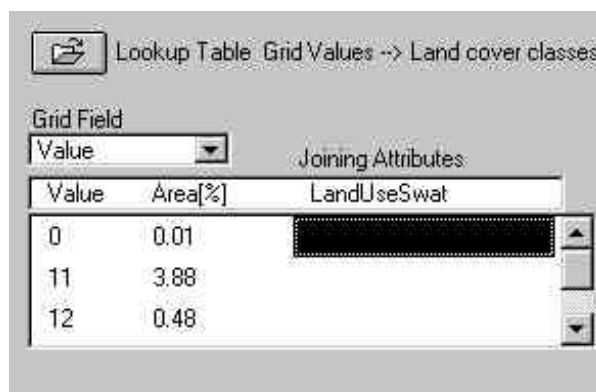 Lookup Table Grid Values --> Land cover classes
Grid Field
Value
Joining Attributes
Value Area[%] LandUseSwat
0 0.01
11 3.88
12 0.48